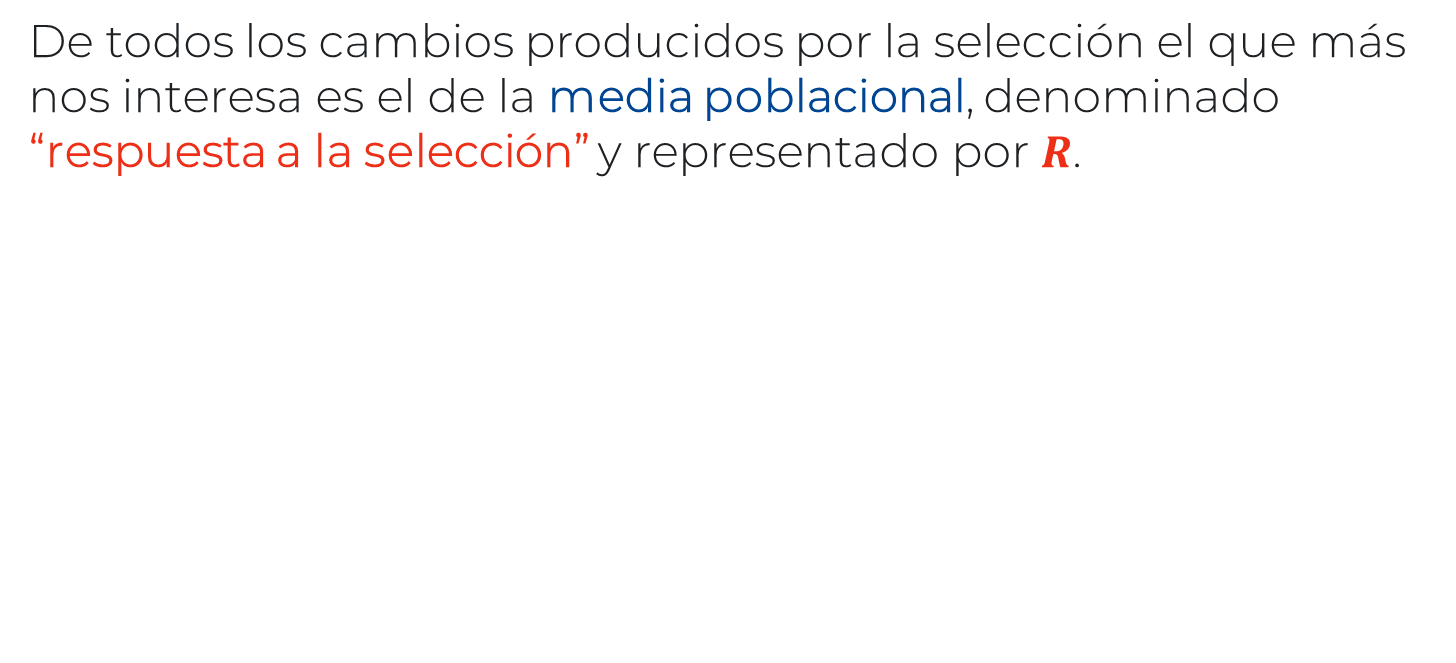 De todos los cambios producidos por la selección el que más
nos interesa es el de la media poblacional, denominado
“respuesta a la selección” y representado por R.